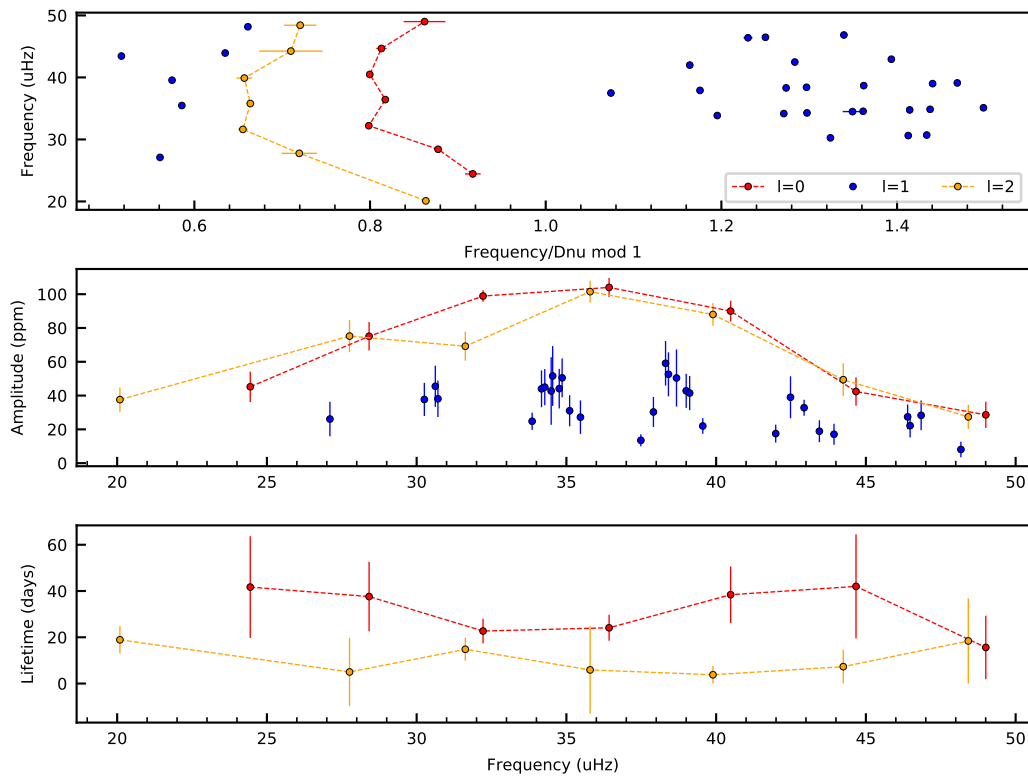 50
40
30
20
Frequency (uHz)
l=0 l=1 l=2
0.6 0.8 1.0 1.2 1.4
Frequency/Dnu mod 1
100
80
60
40
20
0
Amplitude (ppm)
20 25 30 35 40 45 50
60
40
20
0
Lifetime (days)
20 25 30 35 40 45 50
Frequency (uHz)